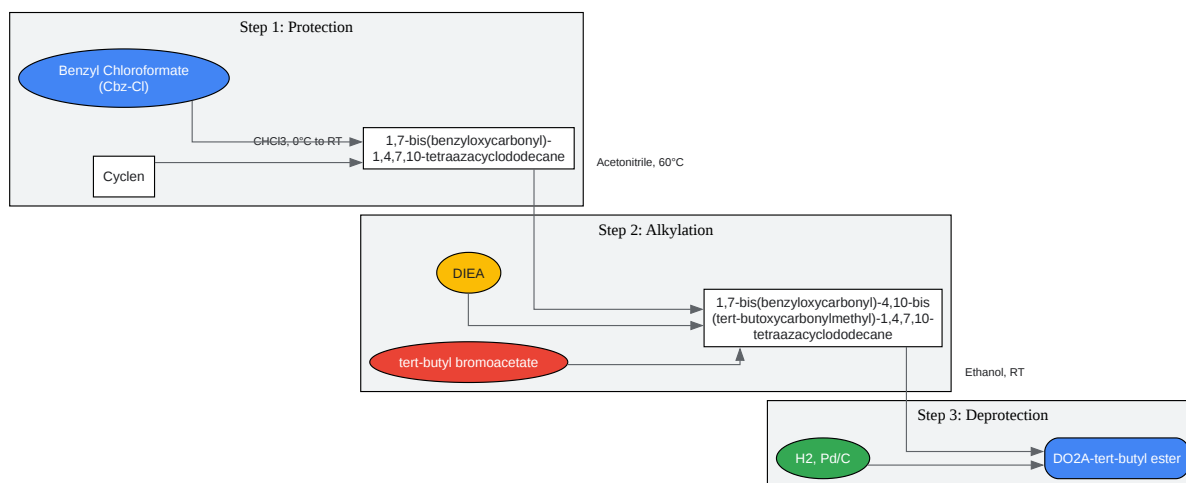 Step 1: Protection
Benzyl Chloroformate
(Cbz-Cl)
CHCl3, 0°C to RT
1,7-bis(benzyloxycarbonyl)-
1,4,7,10-tetraazacyclododecane
Cyclen
Acetonitrile, 60°C
Step 2: Alkylation
DIEA
1,7-bis(benzyloxycarbonyl)-4,10-bis
(tert-butoxycarbonylmethyl)-1,4,7,10-
tetraazacyclododecane
tert-butyl bromoacetate
Ethanol, RT
Step 3: Deprotection
H2, Pd/C
DO2A-tert-butyl ester